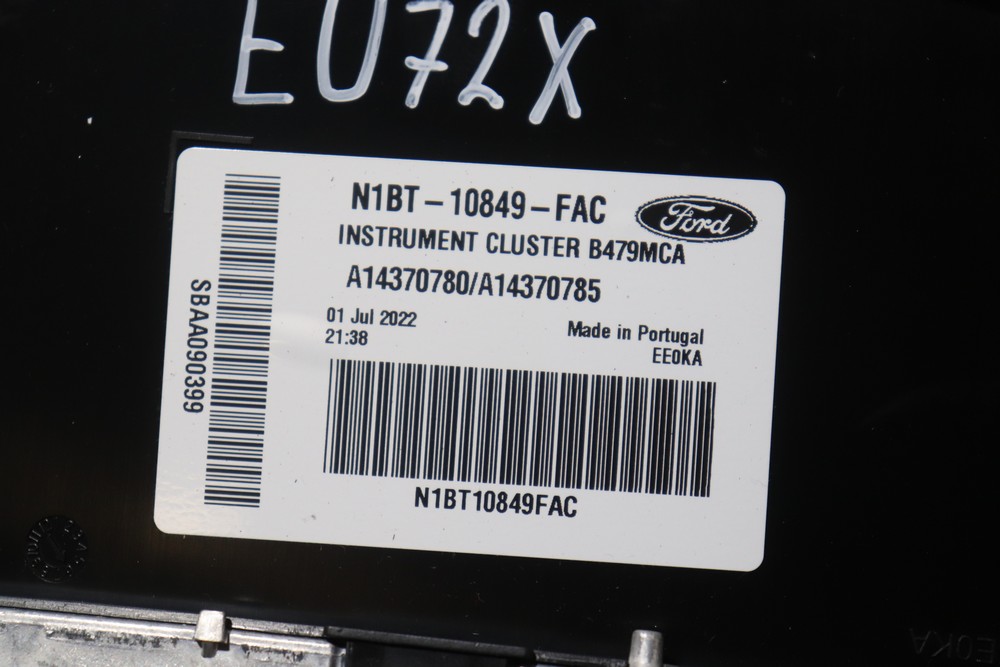 EU72X
N1BT-10849-FAC
Ford
INSTRUMENT CLUSTER B479MCA
A14370780/A14370785
01 Jul 2022
21:38
Made in Portugal
EE0KA
SBAA090399
N1BT10849FAC